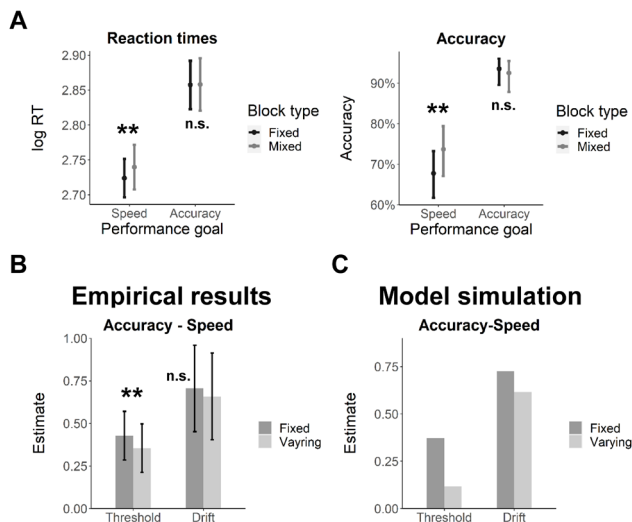 A
Reaction times
Accuracy
log RT
2.90
2.85
2.80
2.75
2.70
**
n.s.
Speed
Accuracy
Performance goal
Block type
Fixed
Mixed
Accuracy
90%
80%
70%
60%
**
n.s.
Speed
Accuracy
Performance goal
Block type
Fixed
Mixed
B
Empirical results
Accuracy - Speed
Estimate
1.00
0.75
0.50
0.25
0.00
**
n.s.
Threshold
Drift
Fixed
Vayring
C
Model simulation
Accuracy-Speed
Estimate
0.75
0.50
0.25
0.00
Threshold
Drift
Fixed
Varying